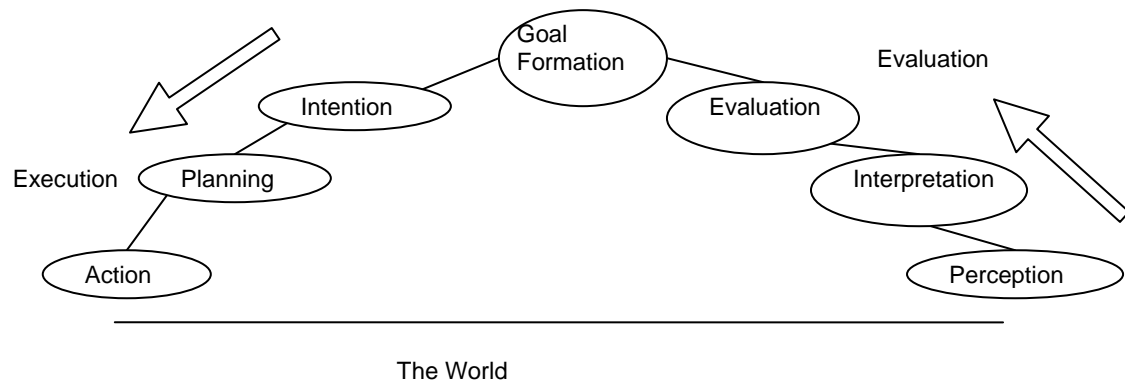 Goal
Formation
Evaluation
Intention
Evaluation
Execution
Planning
Interpretation
Action
Perception
The World